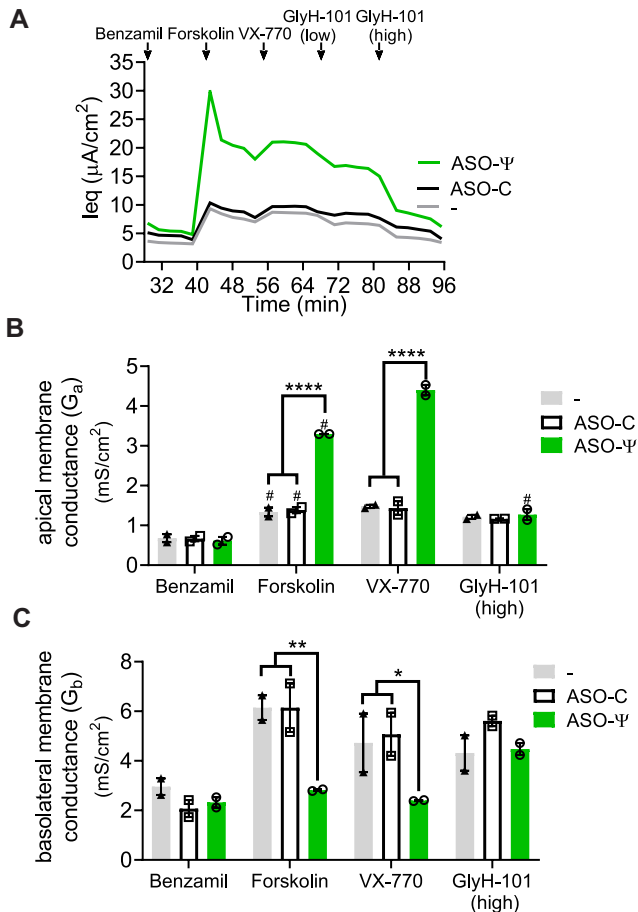 A
Benzamil Forskolin VX-770 GlyH-101 (low) GlyH-101 (high)
Ieq (μA/cm²)
35
30
25
20
15
10
5
0
32 40 48 56 64 72 80 88 96
Time (min)
ASO-Ψ
ASO-C
-
B
apical membrane
conductance (Gₐ)
(mS/cm²)
5
4
3
2
1
0
****
****
# # #
#
Benzamil Forskolin VX-770 GlyH-101
(high)
-
ASO-C
ASO-Ψ
C
basolateral membrane
conductance (G_b)
(mS/cm²)
8
6
4
2
0
**
*
Benzamil Forskolin VX-770 GlyH-101
(high)
-
ASO-C
ASO-Ψ